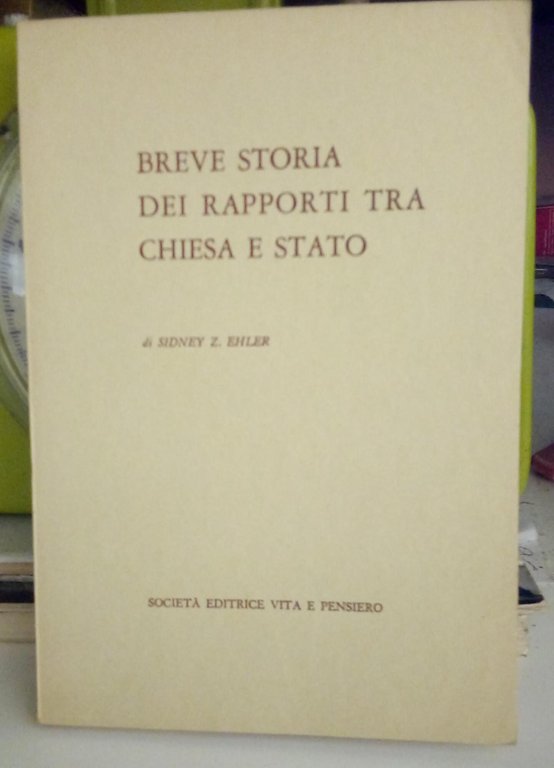 BREVE STORIA
DEI RAPPORTI TRA
CHIESA E STATO
di SIDNEY Z. EHLER
SOCIETÀ EDITRICE VITA E PENSIERO